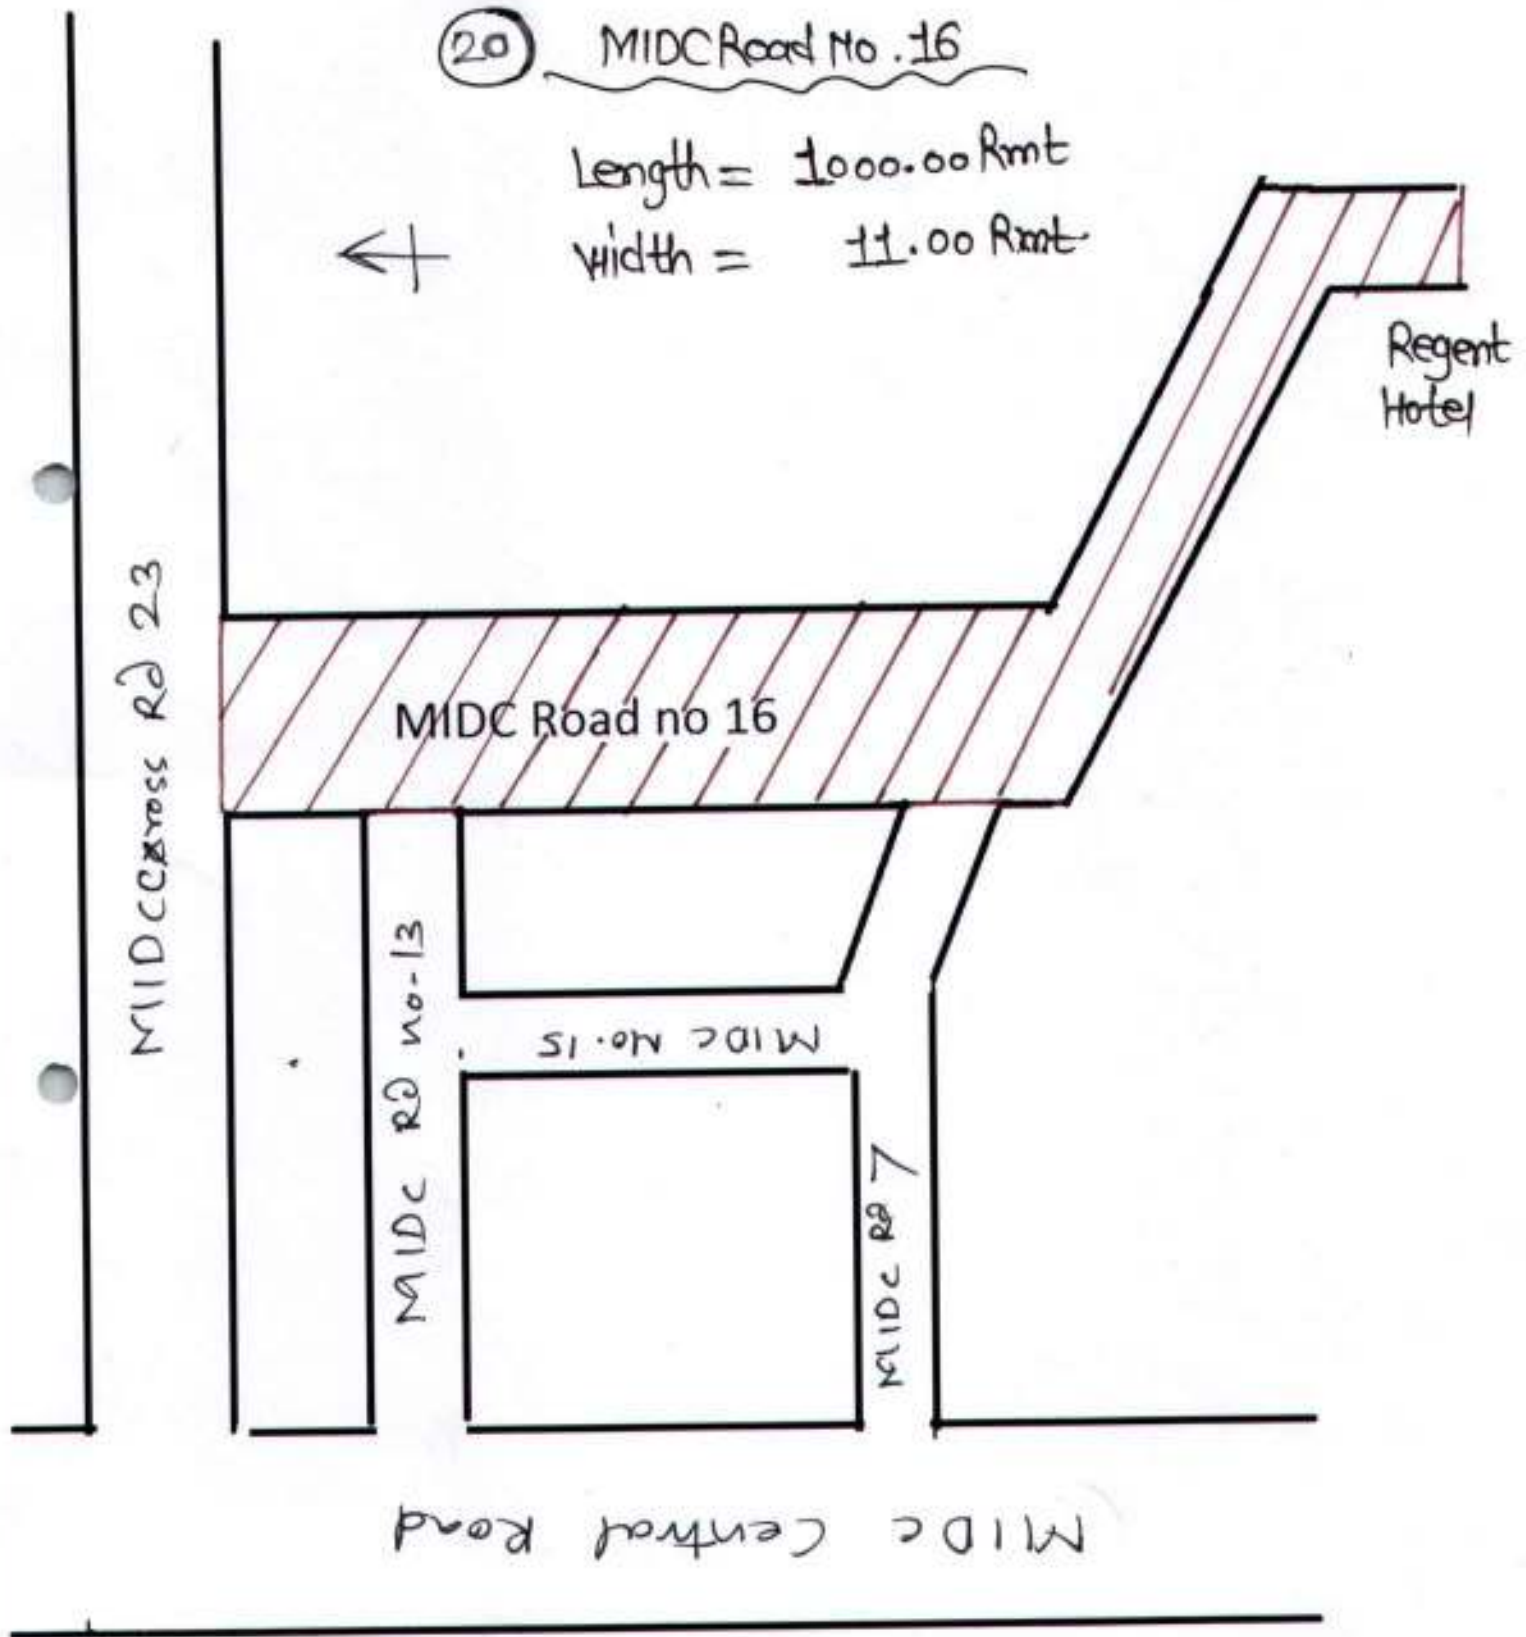 20 MIDC Road No. 16
Length = 1000.00 Rmt
Width = 11.00 Rmt
Regent
Hotel
MIDC Cross Rd 23
MIDC Road no 16
MIDC Rd no-13
MIDC No. 15
MIDC Rd 7
MIDC Central Road